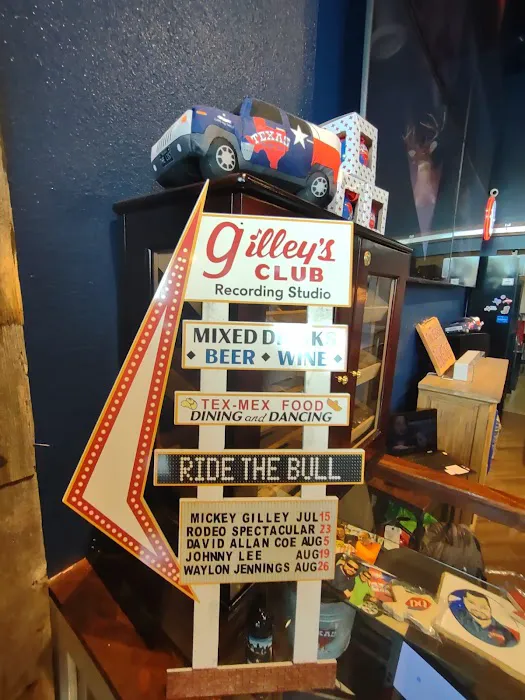 TEXAS
gilley's
CLUB
Recording Studio
MIXED
♦ BEER ♦ WINE ♦
TEX-MEX FOOD
DINING and DANCING
RIDE THE BULL
MICKEY GILLEY JUL 15
RODEO SPECTACULAR 23
DAVID ALLAN COE AUG 5
JOHNNY LEE AUG 19
WAYLON JENNINGS AUG 26